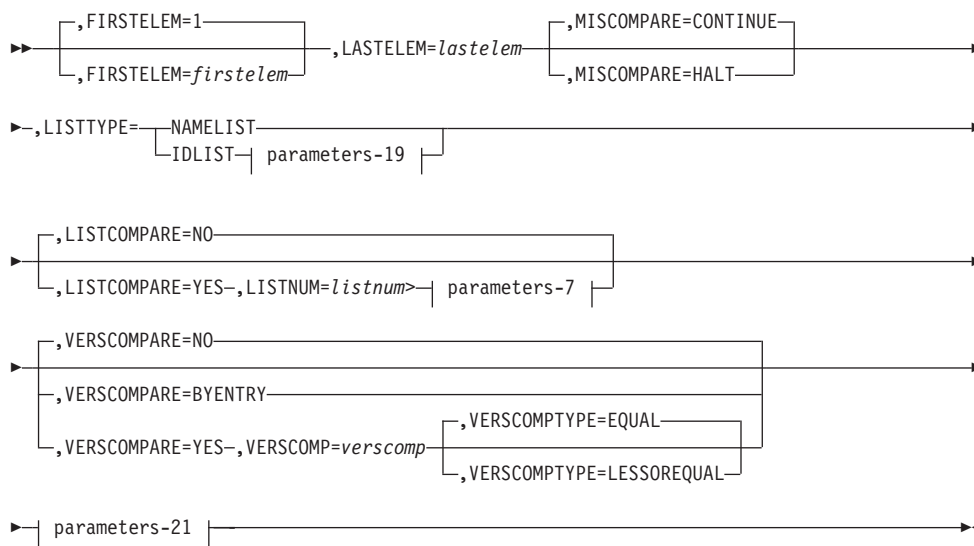 ,FIRSTELEM=1
,FIRSTELEM=firstelem
,LASTELEM=lastelem
,MISCOMPARE=CONTINUE
,MISCOMPARE=HALT
,LISTTYPE=
NAMELIST
IDLIST
parameters-19
,LISTCOMPARE=NO
,LISTCOMPARE=YES
,LISTNUM=listnum>
parameters-7
,VERSCOMPARE=NO
,VERSCOMPARE=BYENTRY
,VERSCOMPARE=YES
,VERSCOMP=verscomp
,VERSCOMPTYPE=EQUAL
,VERSCOMPTYPE=LESSOREQUAL
parameters-21